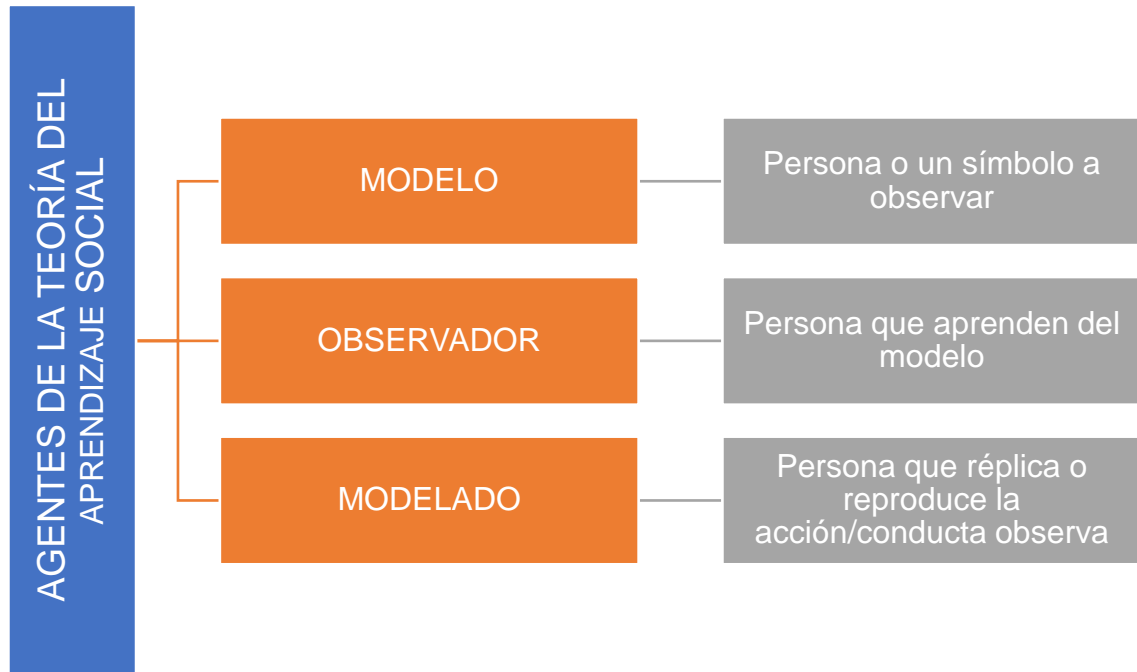 AGENTES DE LA TEORÍA DEL
APRENDIZAJE SOCIAL
MODELO
Persona o un símbolo a
observar
OBSERVADOR
Persona que aprenden del
modelo
MODELADO
Persona que réplica o
reproduce la
acción/conducta observa